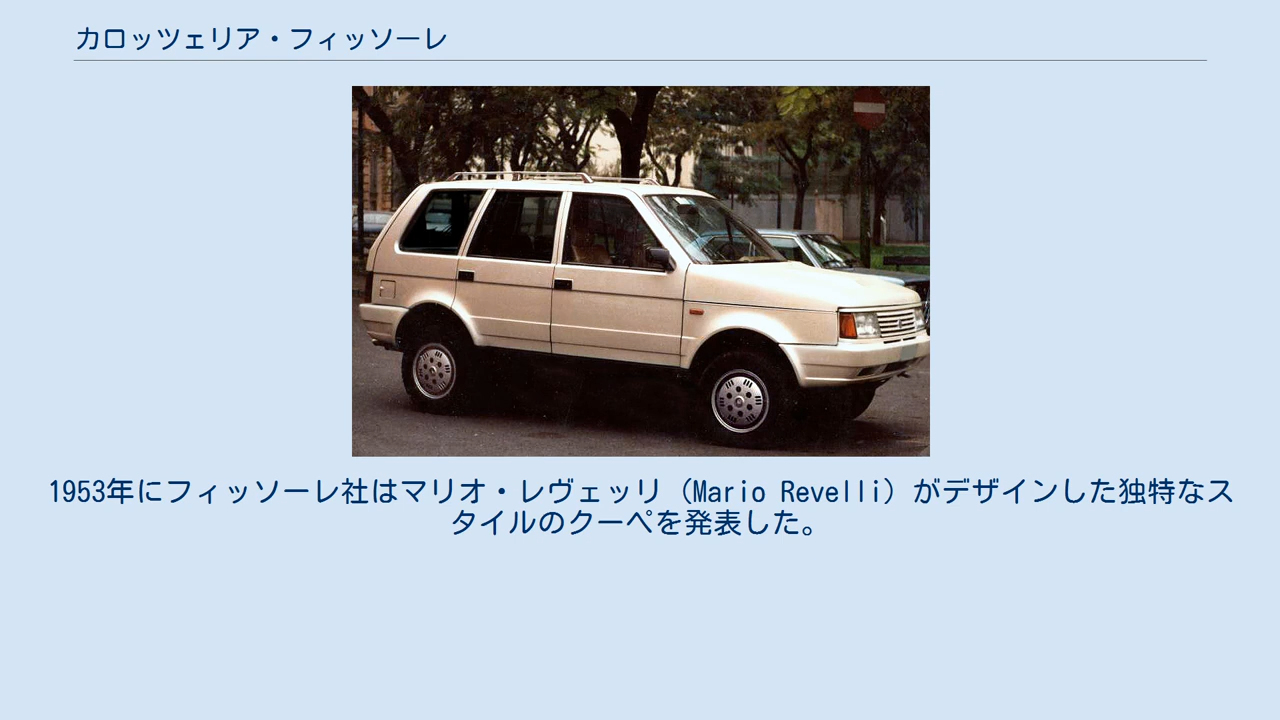 カロッツェリア・フィッソーレ
1953年にフィッソーレ社はマリオ・レヴェッリ（Mario Revelli）がデザインした独特なス
タイルのクーペを発表した。